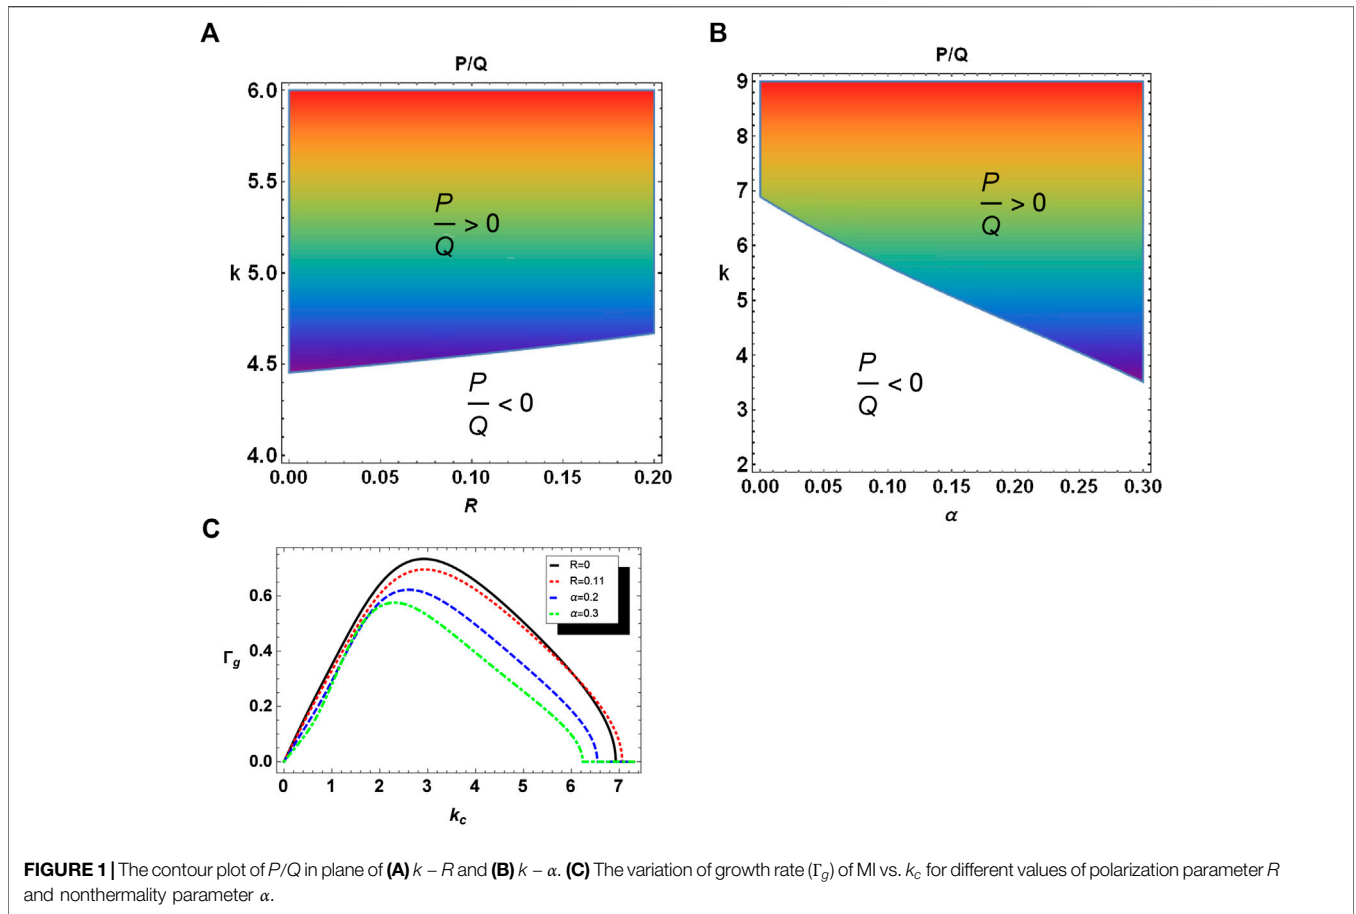 A
P/Q
6.0
5.5
k 5.0
4.5
4.0
P/Q > 0
P/Q < 0
0.00 0.05 0.10 0.15 0.20
R
B
P/Q
9
8
7
6
k
5
4
3
2
P/Q > 0
P/Q < 0
0.00 0.05 0.10 0.15 0.20 0.25 0.30
α
C
0.6
0.4
Γg
0.2
0.0
R=0
R=0.11
α=0.2
α=0.3
0 1 2 3 4 5 6 7
kc
FIGURE 1 | The contour plot of P/Q in plane of (A) k – R and (B) k – α. (C) The variation of growth rate (Γg) of MI vs. kc for different values of polarization parameter R
and nonthermality parameter α.